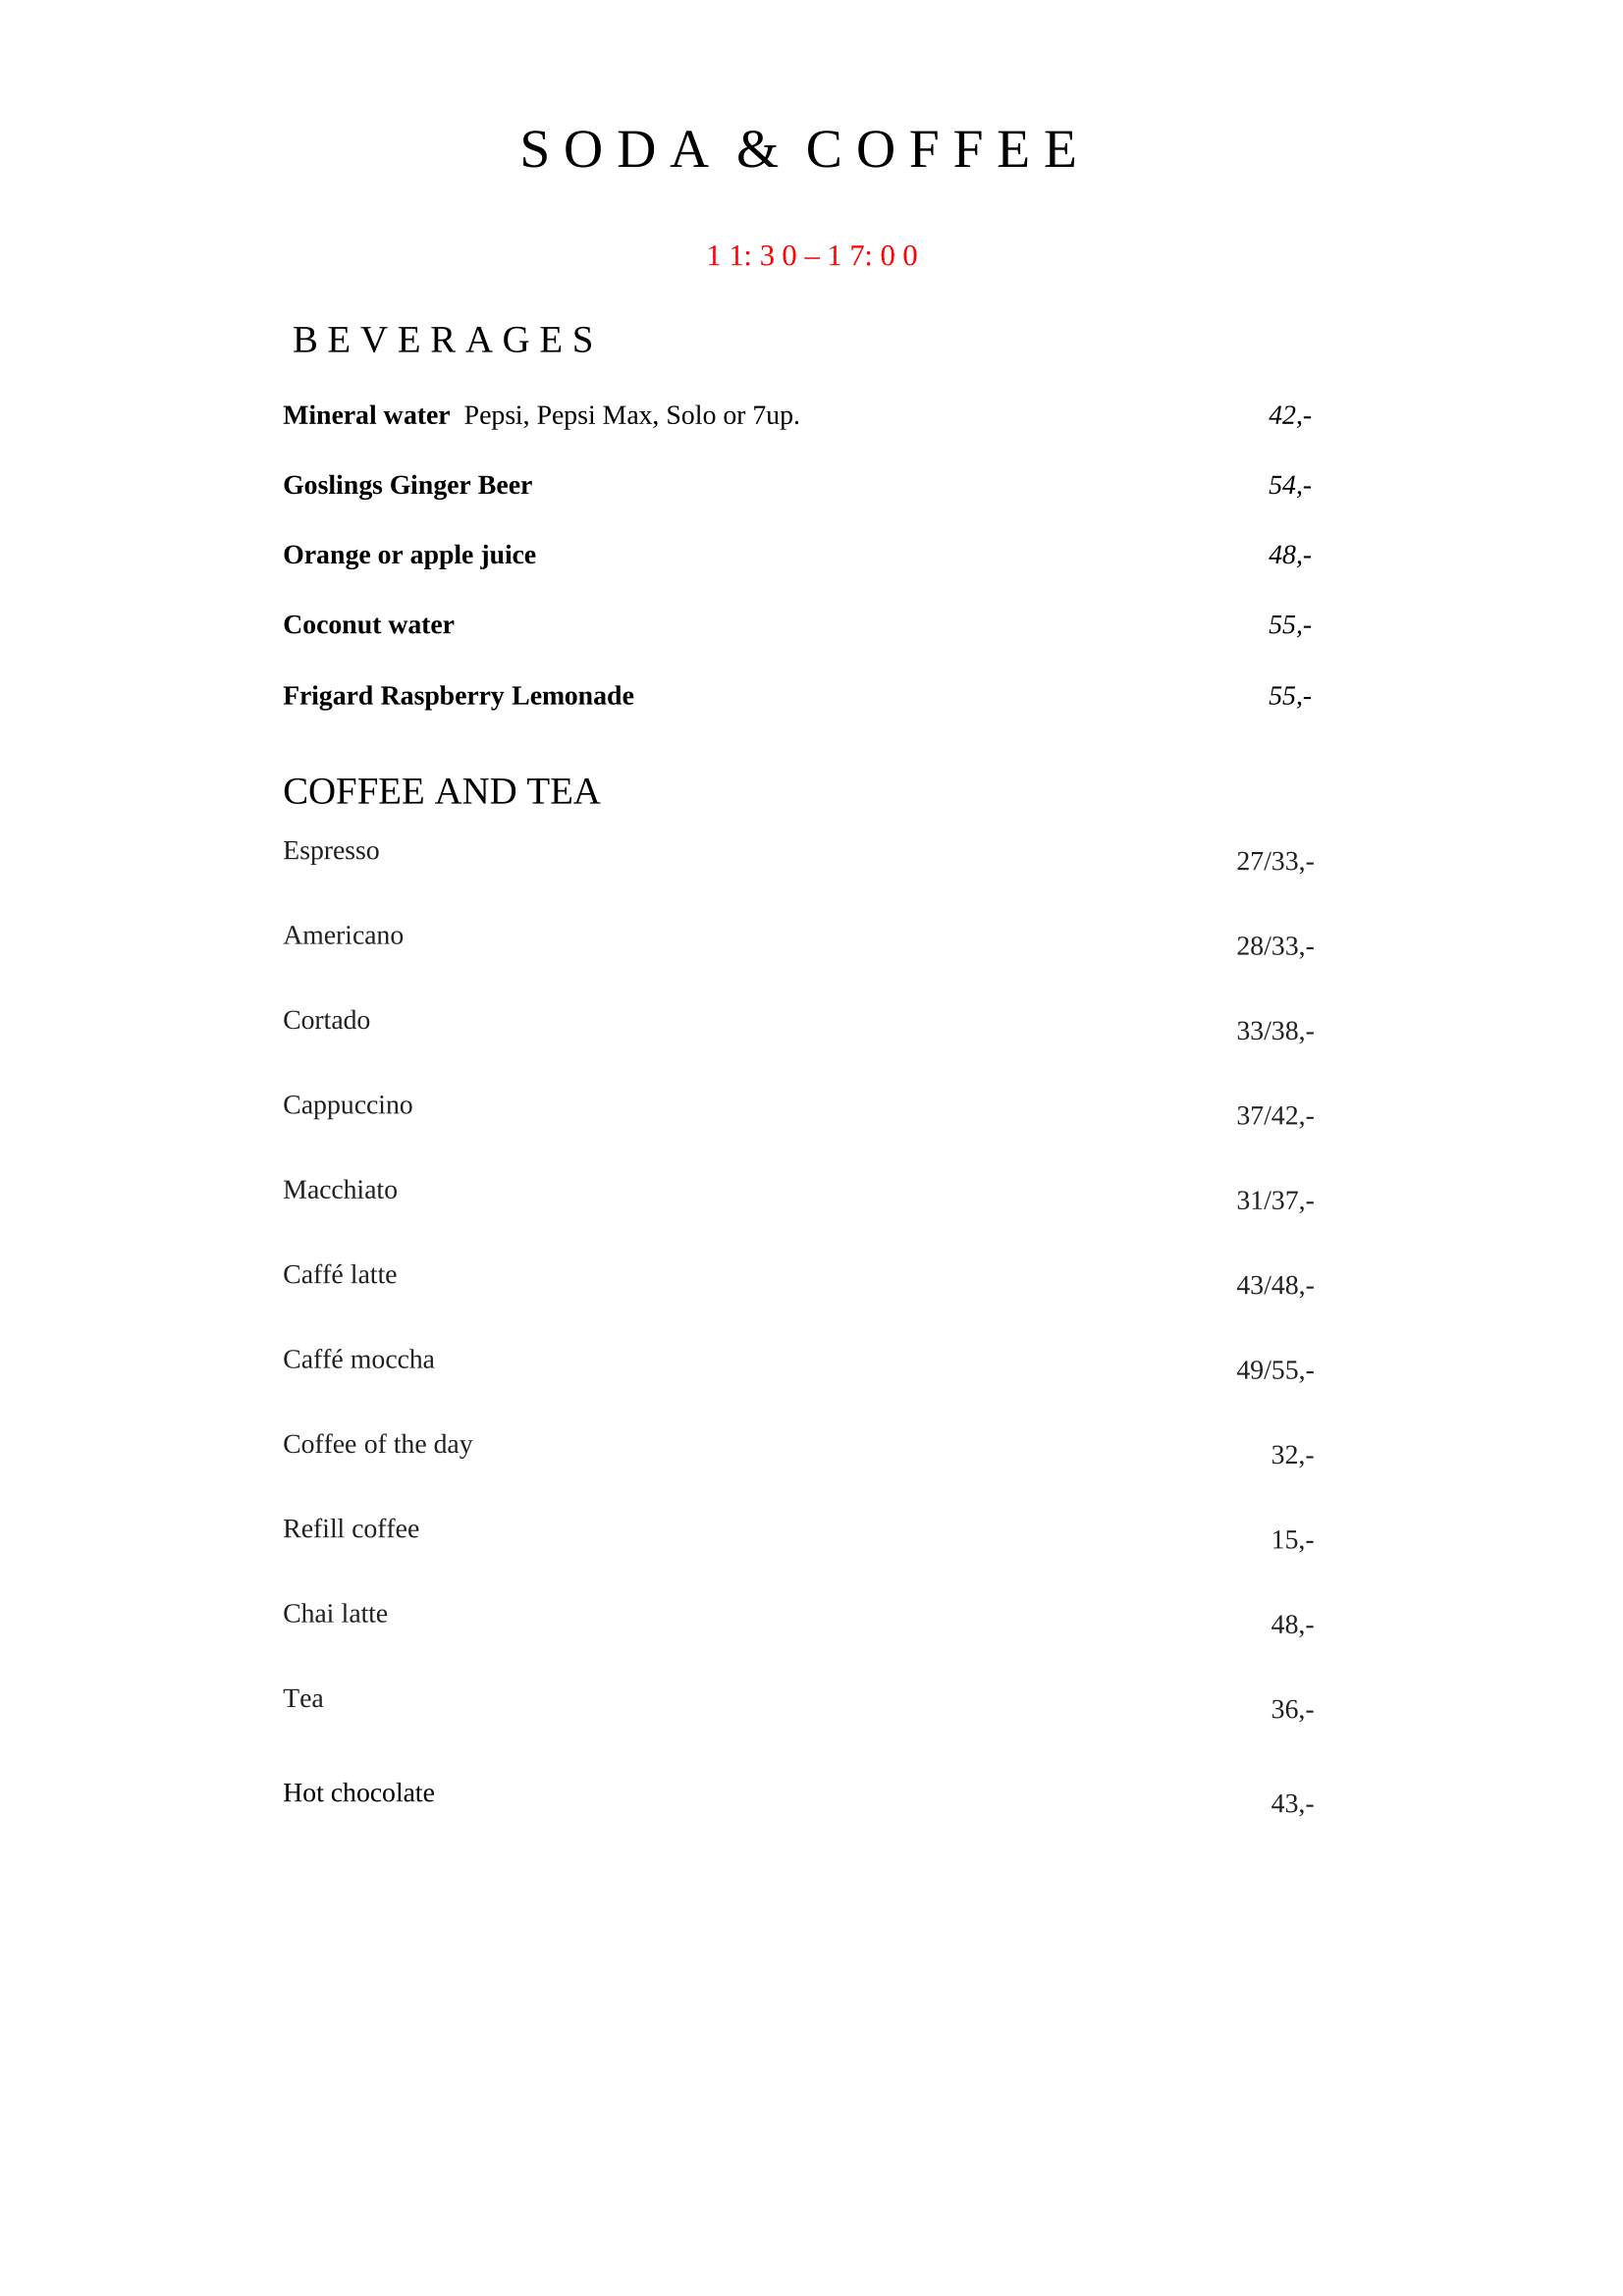 SODA & COFFEE
11:30–17:00
BEVERAGES
Mineral water Pepsi, Pepsi Max, Solo or 7up. 42,-
Goslings Ginger Beer 54,-
Orange or apple juice 48,-
Coconut water 55,-
Frigard Raspberry Lemonade 55,-
COFFEE AND TEA
Espresso 27/33,-
Americano 28/33,-
Cortado 33/38,-
Cappuccino 37/42,-
Macchiato 31/37,-
Caffé latte 43/48,-
Caffé moccha 49/55,-
Coffee of the day 32,-
Refill coffee 15,-
Chai latte 48,-
Tea 36,-
Hot chocolate 43,-